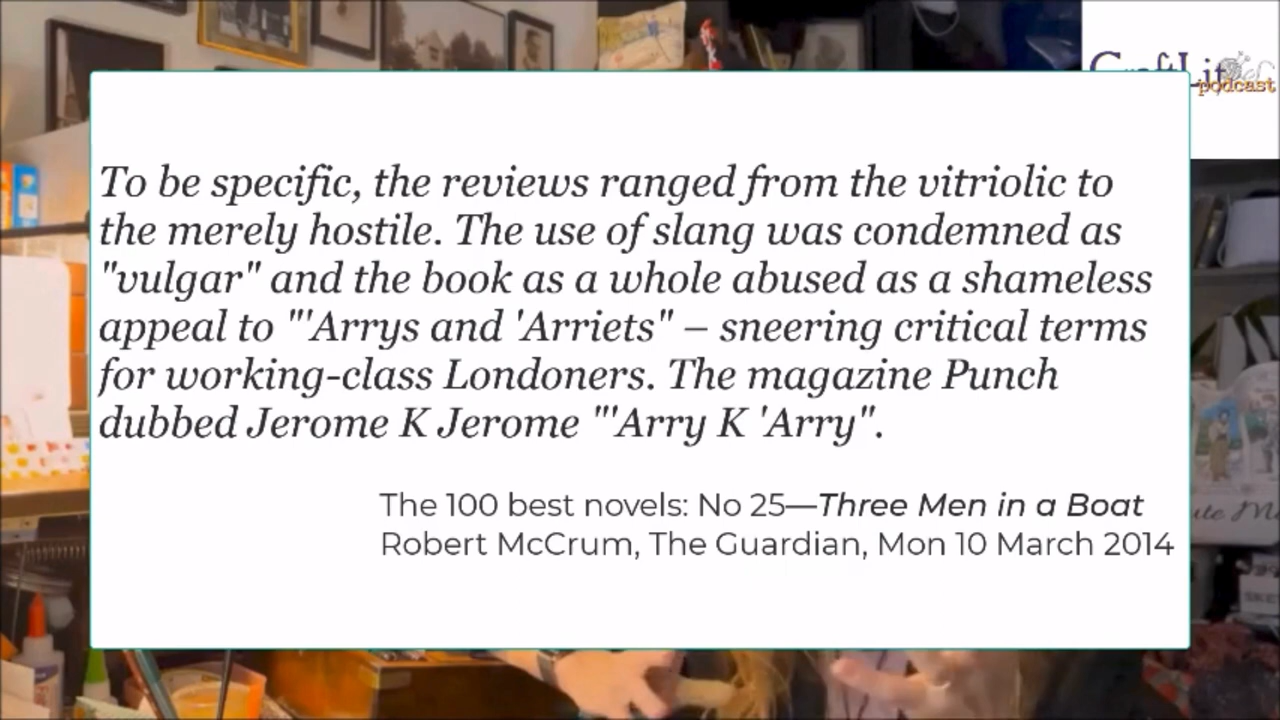 CraftLit
podcast
To be specific, the reviews ranged from the vitriolic to
the merely hostile. The use of slang was condemned as
"vulgar" and the book as a whole abused as a shameless
appeal to "'Arrys and 'Arriets" – sneering critical terms
for working-class Londoners. The magazine Punch
dubbed Jerome K Jerome "'Arry K 'Arry".
The 100 best novels: No 25—Three Men in a Boat
Robert McCrum, The Guardian, Mon 10 March 2014